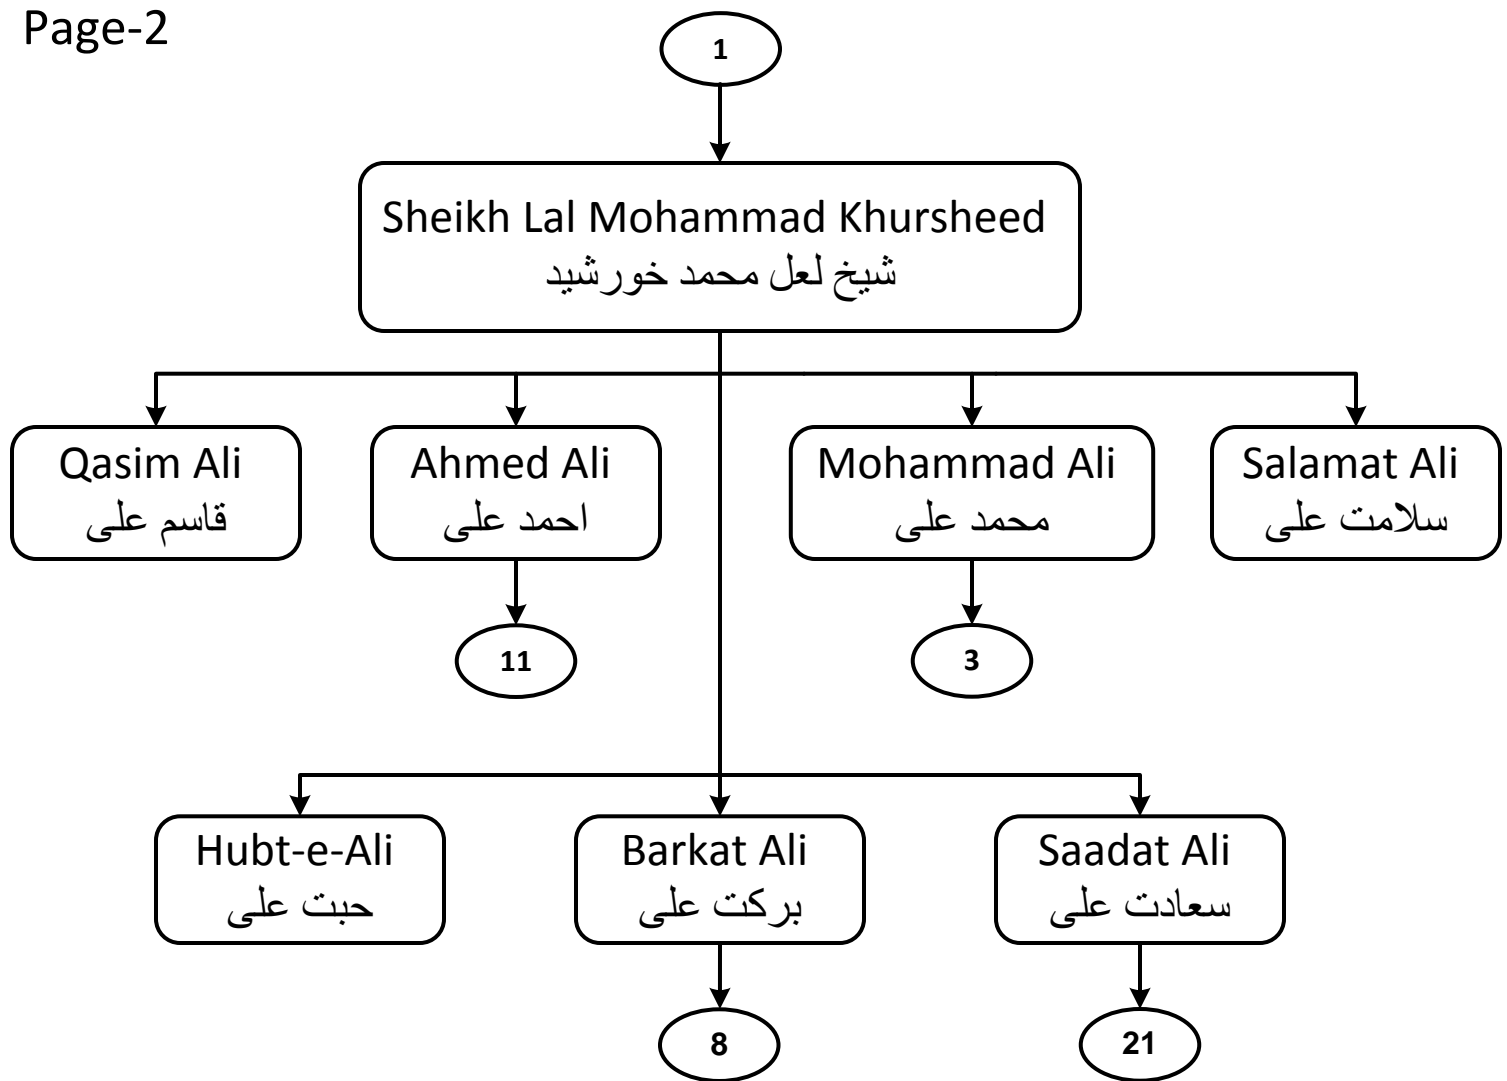 Page-2
1
Sheikh Lal Mohammad Khursheed
شیخ لعل محمد خورشید
Qasim Ali
قاسم علی
Ahmed Ali
احمد علی
Mohammad Ali
محمد علی
Salamat Ali
سلامت علی
11
3
Hubt-e-Ali
حبت علی
Barkat Ali
برکت علی
Saadat Ali
سعادت علی
8
21